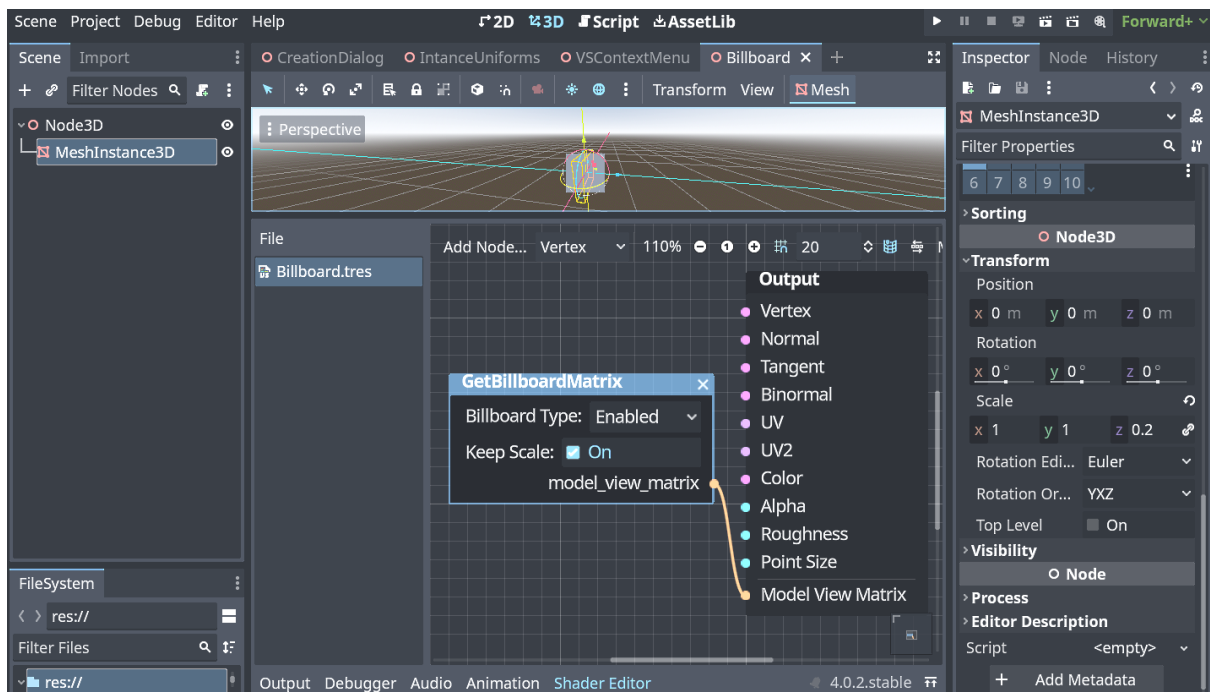 Scene Project Debug Editor Help 2D 3D Script AssetLib Forward+
Scene Import
Filter Nodes
Node3D
MeshInstance3D
FileSystem
res://
Filter Files
res://
CreationDialog IntanceUniforms VSContextMenu Billboard
Transform View Mesh
Perspective
File
Billboard.tres
Add Node... Vertex 110% 20
GetBillboardMatrix
Billboard Type: Enabled
Keep Scale: On
model_view_matrix
Output
Vertex
Normal
Tangent
Binormal
UV
UV2
Color
Alpha
Roughness
Point Size
Model View Matrix
Output Debugger Audio Animation Shader Editor 4.0.2.stable
Inspector Node History
MeshInstance3D
DOC
Filter Properties
6 7 8 9 10
Sorting
Node3D
Transform
Position
x 0 m y 0 m z 0 m
Rotation
x 0° y 0° z 0°
Scale
x 1 y 1 z 0.2
Rotation Edi... Euler
Rotation Or... YXZ
Top Level On
Visibility
Node
Process
Editor Description
Script <empty>
Add Metadata